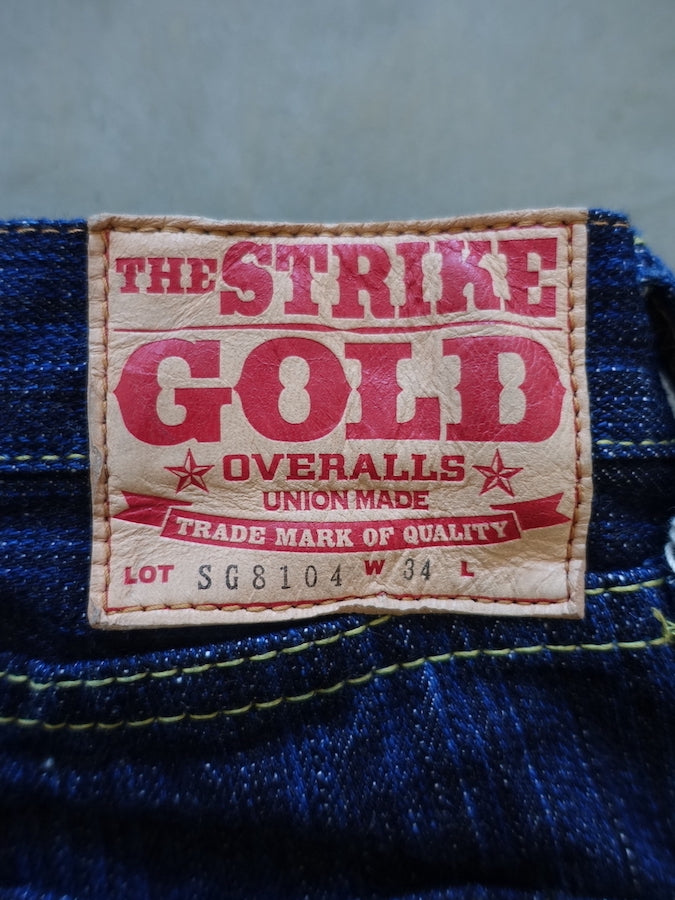 THE STRIKE
GOLD
OVERALLS
UNION MADE
TRADE MARK OF QUALITY
LOT SG8104 W 34 L